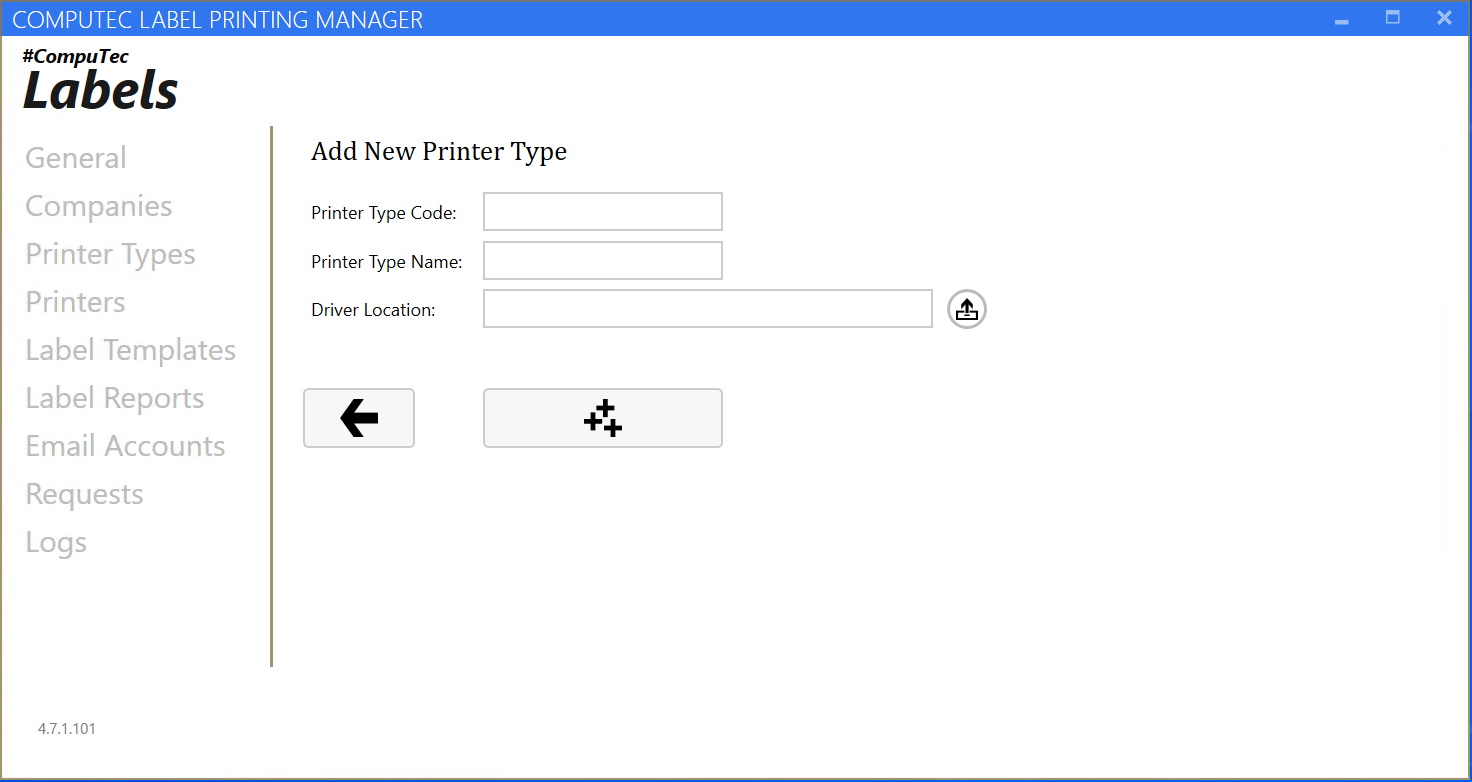 COMPUTEC LABEL PRINTING MANAGER
#CompuTec
Labels
General
Companies
Printer Types
Printers
Label Templates
Label Reports
Email Accounts
Requests
Logs
Add New Printer Type
Printer Type Code:
Printer Type Name:
Driver Location:
4.7.1.101